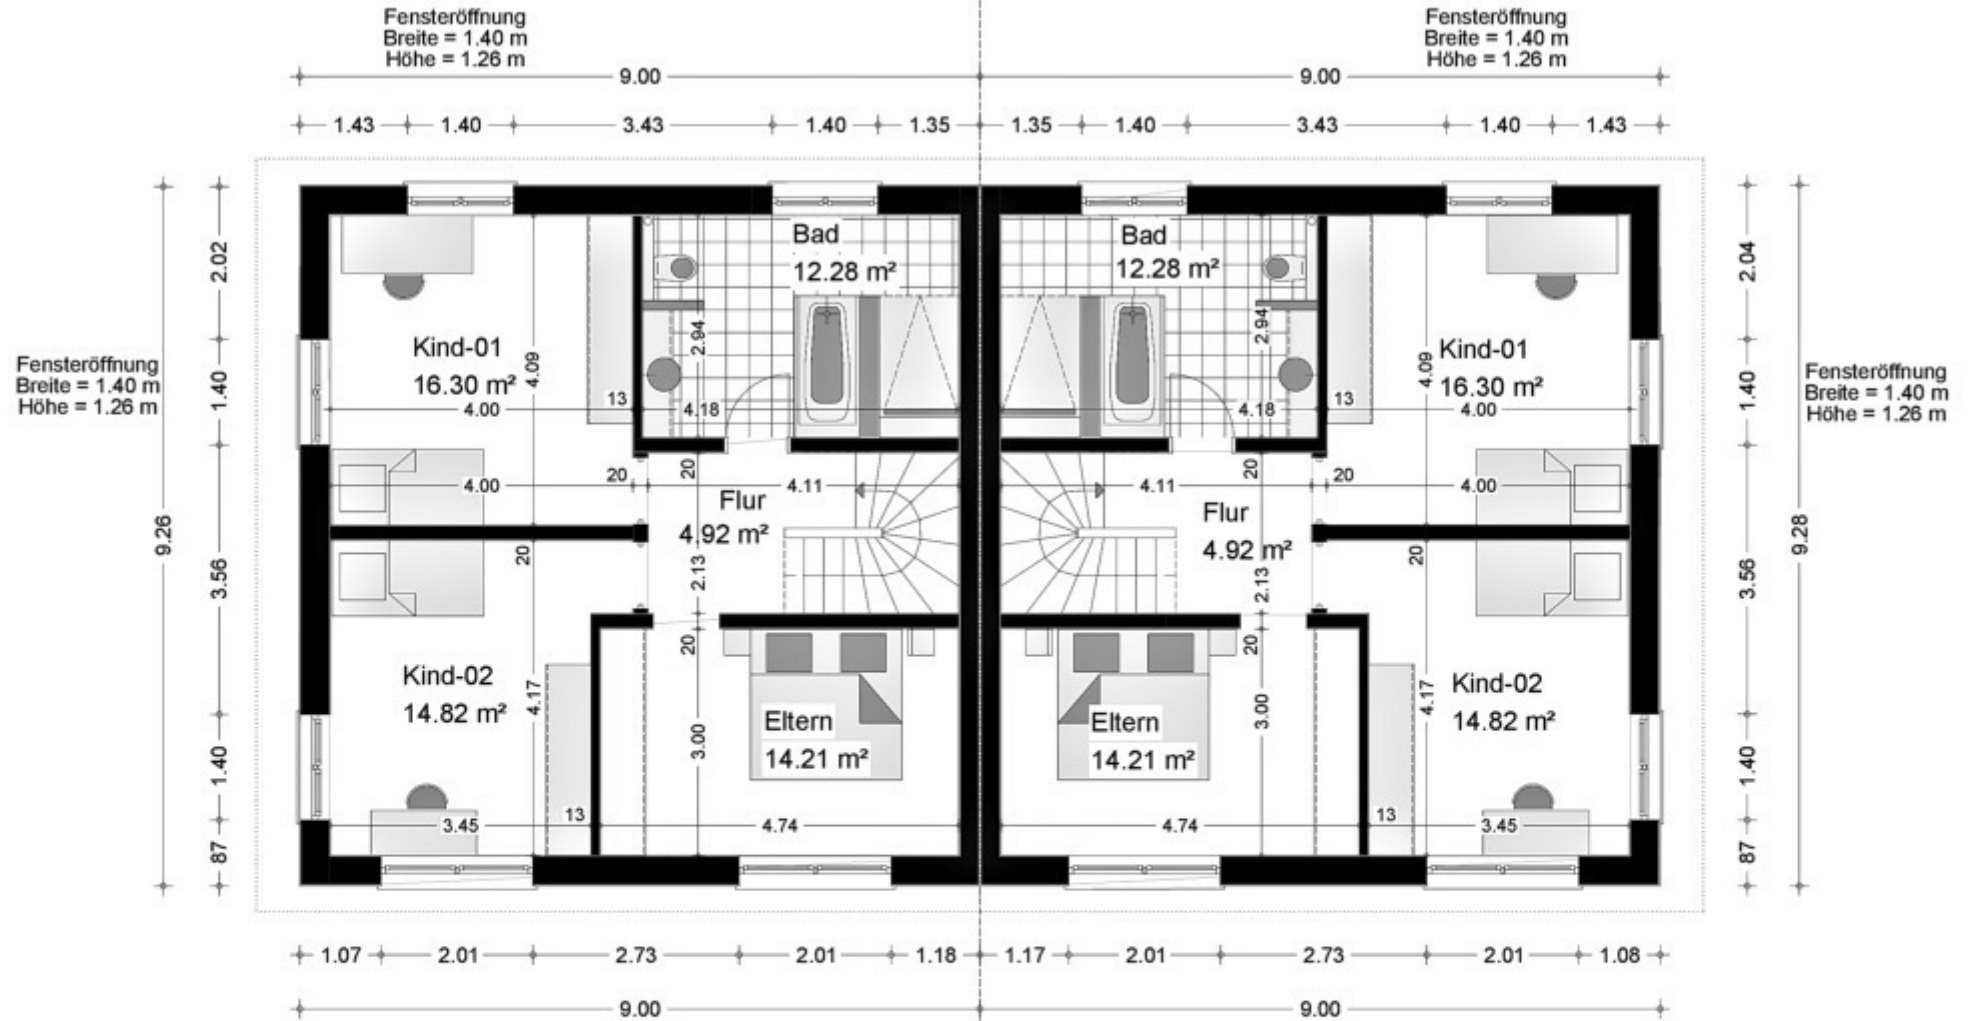 Fensteröffnung
Breite = 1.40 m
Höhe = 1.26 m
Fensteröffnung
Breite = 1.40 m
Höhe = 1.26 m
9.00 9.00
1.43 1.40 3.43 1.40 1.35 1.35 1.40 3.43 1.40 1.43
Bad
12.28 m²
Bad
12.28 m²
2.02
2.04
2.94
2.94
Kind-01
16.30 m²
4.09
Kind-01
16.30 m²
4.09
Fensteröffnung
Breite = 1.40 m
Höhe = 1.26 m
Fensteröffnung
Breite = 1.40 m
Höhe = 1.26 m
1.40
1.40
4.00 13 4.18 4.18 13 4.00
4.00 20 20 4.11 4.11 20 20 4.00
Flur
4.92 m²
Flur
4.92 m²
9.26
9.28
3.56
3.56
20
2.13
2.13
20
20
20
Kind-02
14.82 m²
4.17
Kind-02
14.82 m²
4.17
Eltern
14.21 m²
Eltern
14.21 m²
3.00
3.00
1.40
1.40
3.45 13 4.74 4.74 13 3.45
87
87
1.07 2.01 2.73 2.01 1.18 1.17 2.01 2.73 2.01 1.08
9.00 9.00